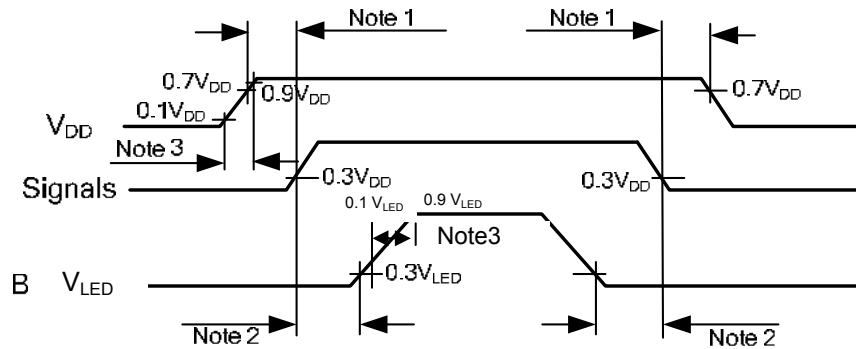 Note 1 Note 1
0.7VDD
0.9VDD 0.7VDD
0.1VDD
VDD
Note 3
Signals 0.3VDD 0.3VDD
0.1 VLED 0.9 VLED
Note3
B VLED 0.3VLED
Note 2 Note 2